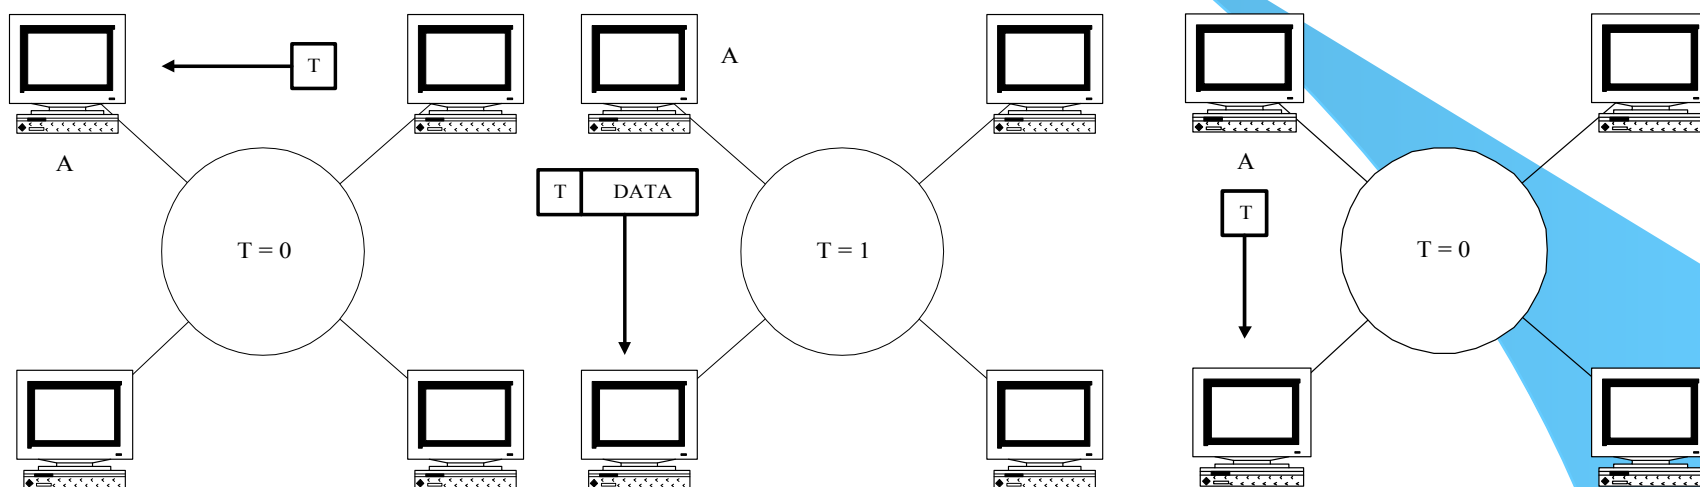 T
A
T = 0
A
T DATA
T = 1
A
T
T = 0